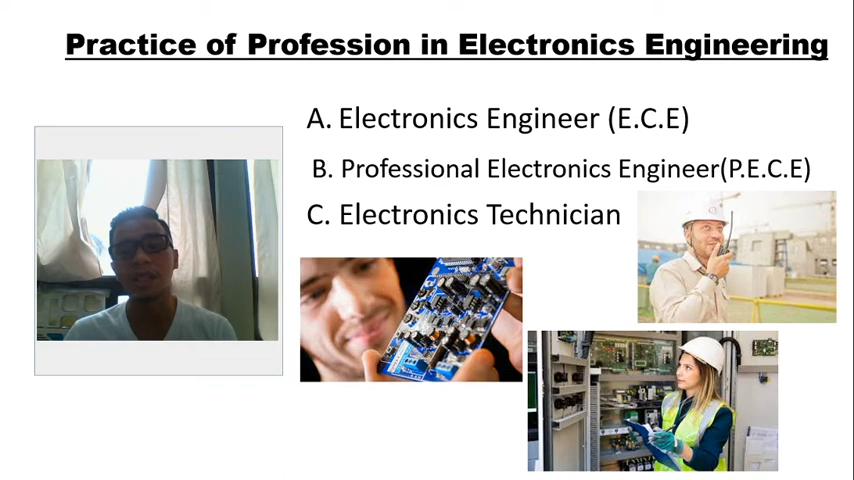 Practice of Profession in Electronics Engineering
A. Electronics Engineer (E.C.E)
B. Professional Electronics Engineer(P.E.C.E)
C. Electronics Technician